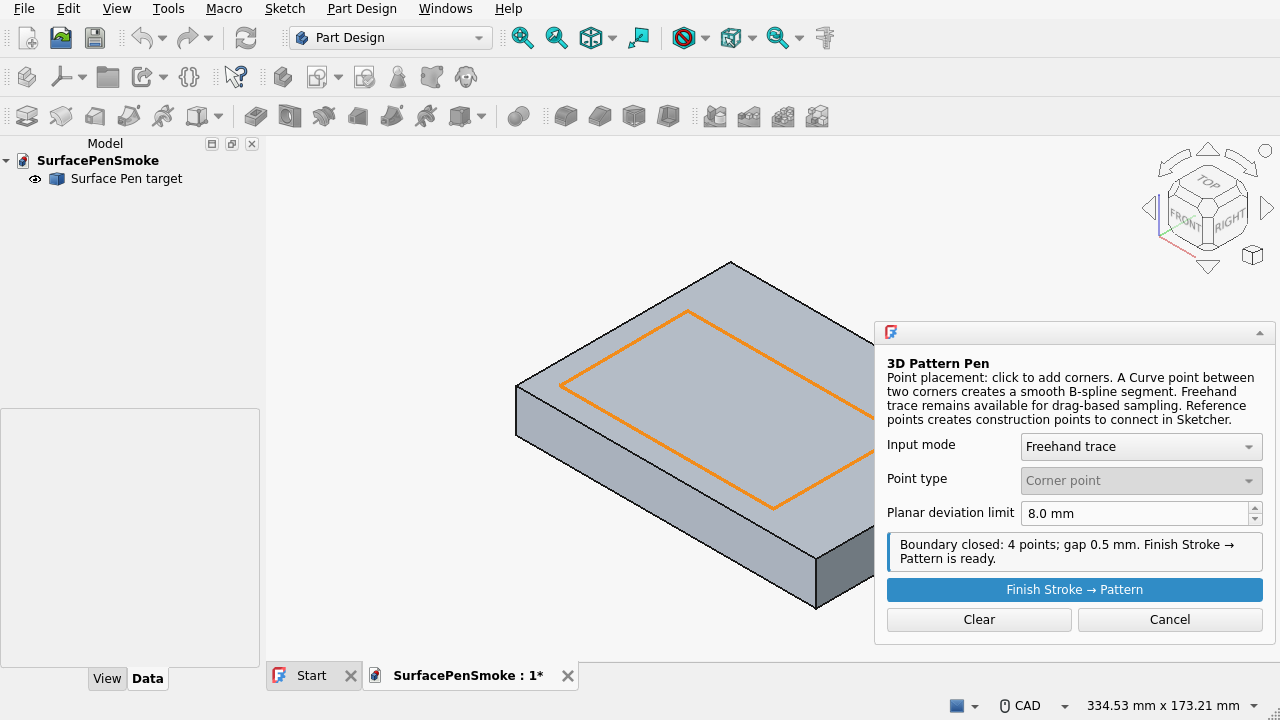 File Edit View Tools Macro Sketch Part Design Windows Help
Part Design
Model
SurfacePenSmoke
Surface Pen target
TOP
FRONT
RIGHT
3D Pattern Pen
Point placement: click to add corners. A Curve point between
two corners creates a smooth B-spline segment. Freehand
trace remains available for drag-based sampling. Reference
points creates construction points to connect in Sketcher.
Input mode Freehand trace
Point type Corner point
Planar deviation limit 8.0 mm
Boundary closed: 4 points; gap 0.5 mm. Finish Stroke →
Pattern is ready.
Finish Stroke → Pattern
Clear Cancel
View Data
Start SurfacePenSmoke : 1*
CAD 334.53 mm x 173.21 mm